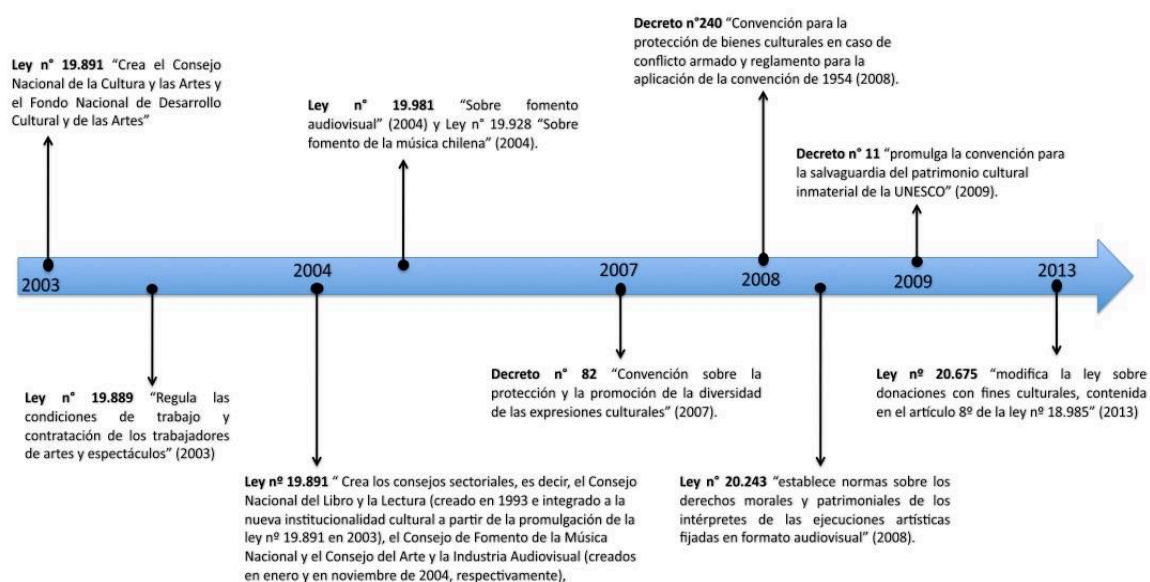 Ley n° 19.891 “Crea el Consejo
Nacional de la Cultura y las Artes y
el Fondo Nacional de Desarrollo
Cultural y de las Artes”
Ley n° 19.981 “Sobre fomento
audiovisual” (2004) y Ley n° 19.928 “Sobre
fomento de la música chilena” (2004).
Decreto n°240 “Convención para la
protección de bienes culturales en caso de
conflicto armado y reglamento para la
aplicación de la convención de 1954 (2008).
Decreto n° 11 “promulga la convención para
la salvaguardia del patrimonio cultural
inmaterial de la UNESCO” (2009).
2003
2004
2007
2008
2009
2013
Ley n° 19.889 “Regula las
condiciones de trabajo y
contratación de los trabajadores
de artes y espectáculos” (2003)
Ley nº 19.891 “ Crea los consejos sectoriales, es decir, el Consejo
Nacional del Libro y la Lectura (creado en 1993 e integrado a la
nueva institucionalidad cultural a partir de la promulgación de la
ley nº 19.891 en 2003), el Consejo de Fomento de la Música
Nacional y el Consejo del Arte y la Industria Audiovisual (creados
en enero y en noviembre de 2004, respectivamente),
Decreto n° 82 “Convención sobre la
protección y la promoción de la diversidad
de las expresiones culturales” (2007).
Ley n° 20.243 “establece normas sobre los
derechos morales y patrimoniales de los
intérpretes de las ejecuciones artísticas
fijadas en formato audiovisual” (2008).
Ley nº 20.675 “modifica la ley sobre
donaciones con fines culturales, contenida
en el artículo 8º de la ley nº 18.985” (2013)